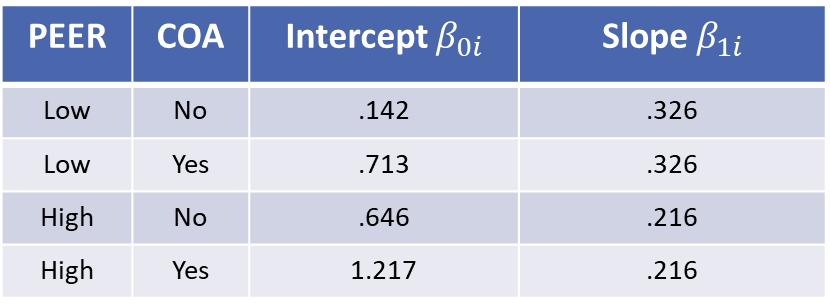 PEER COA Intercept β₀ᵢ Slope β₁ᵢ
Low No .142 .326
Low Yes .713 .326
High No .646 .216
High Yes 1.217 .216